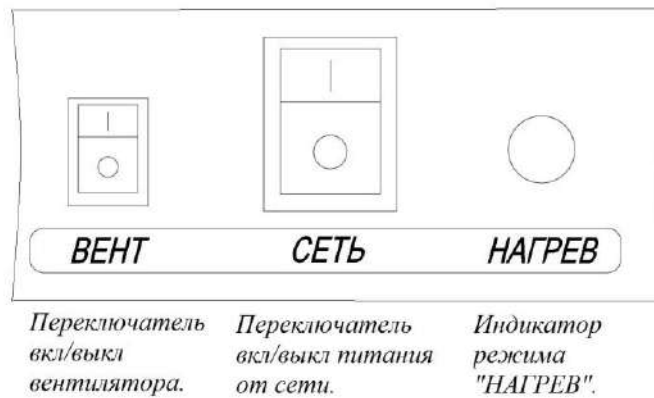 ВЕНТ СЕТЬ НАГРЕВ
Переключатель
вкл/выкл
вентилятора.
Переключатель
вкл/выкл питания
от сети.
Индикатор
режима
"НАГРЕВ".